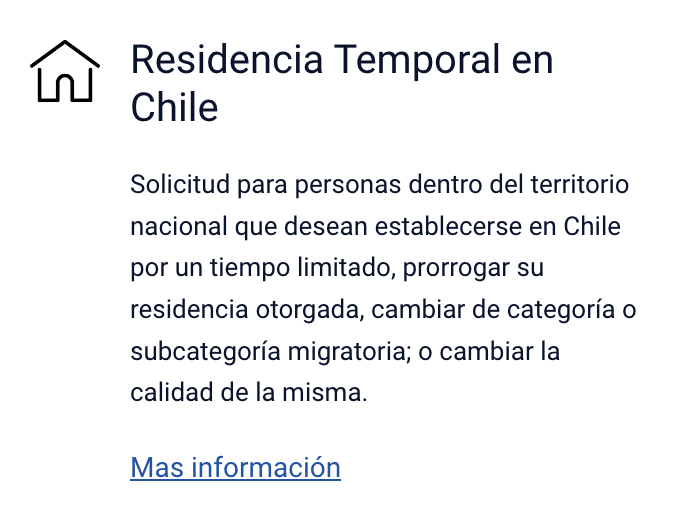 Residencia Temporal en
Chile
Solicitud para personas dentro del territorio
nacional que desean establecerse en Chile
por un tiempo limitado, prorrogar su
residencia otorgada, cambiar de categoría o
subcategoría migratoria; o cambiar la
calidad de la misma.
Mas información